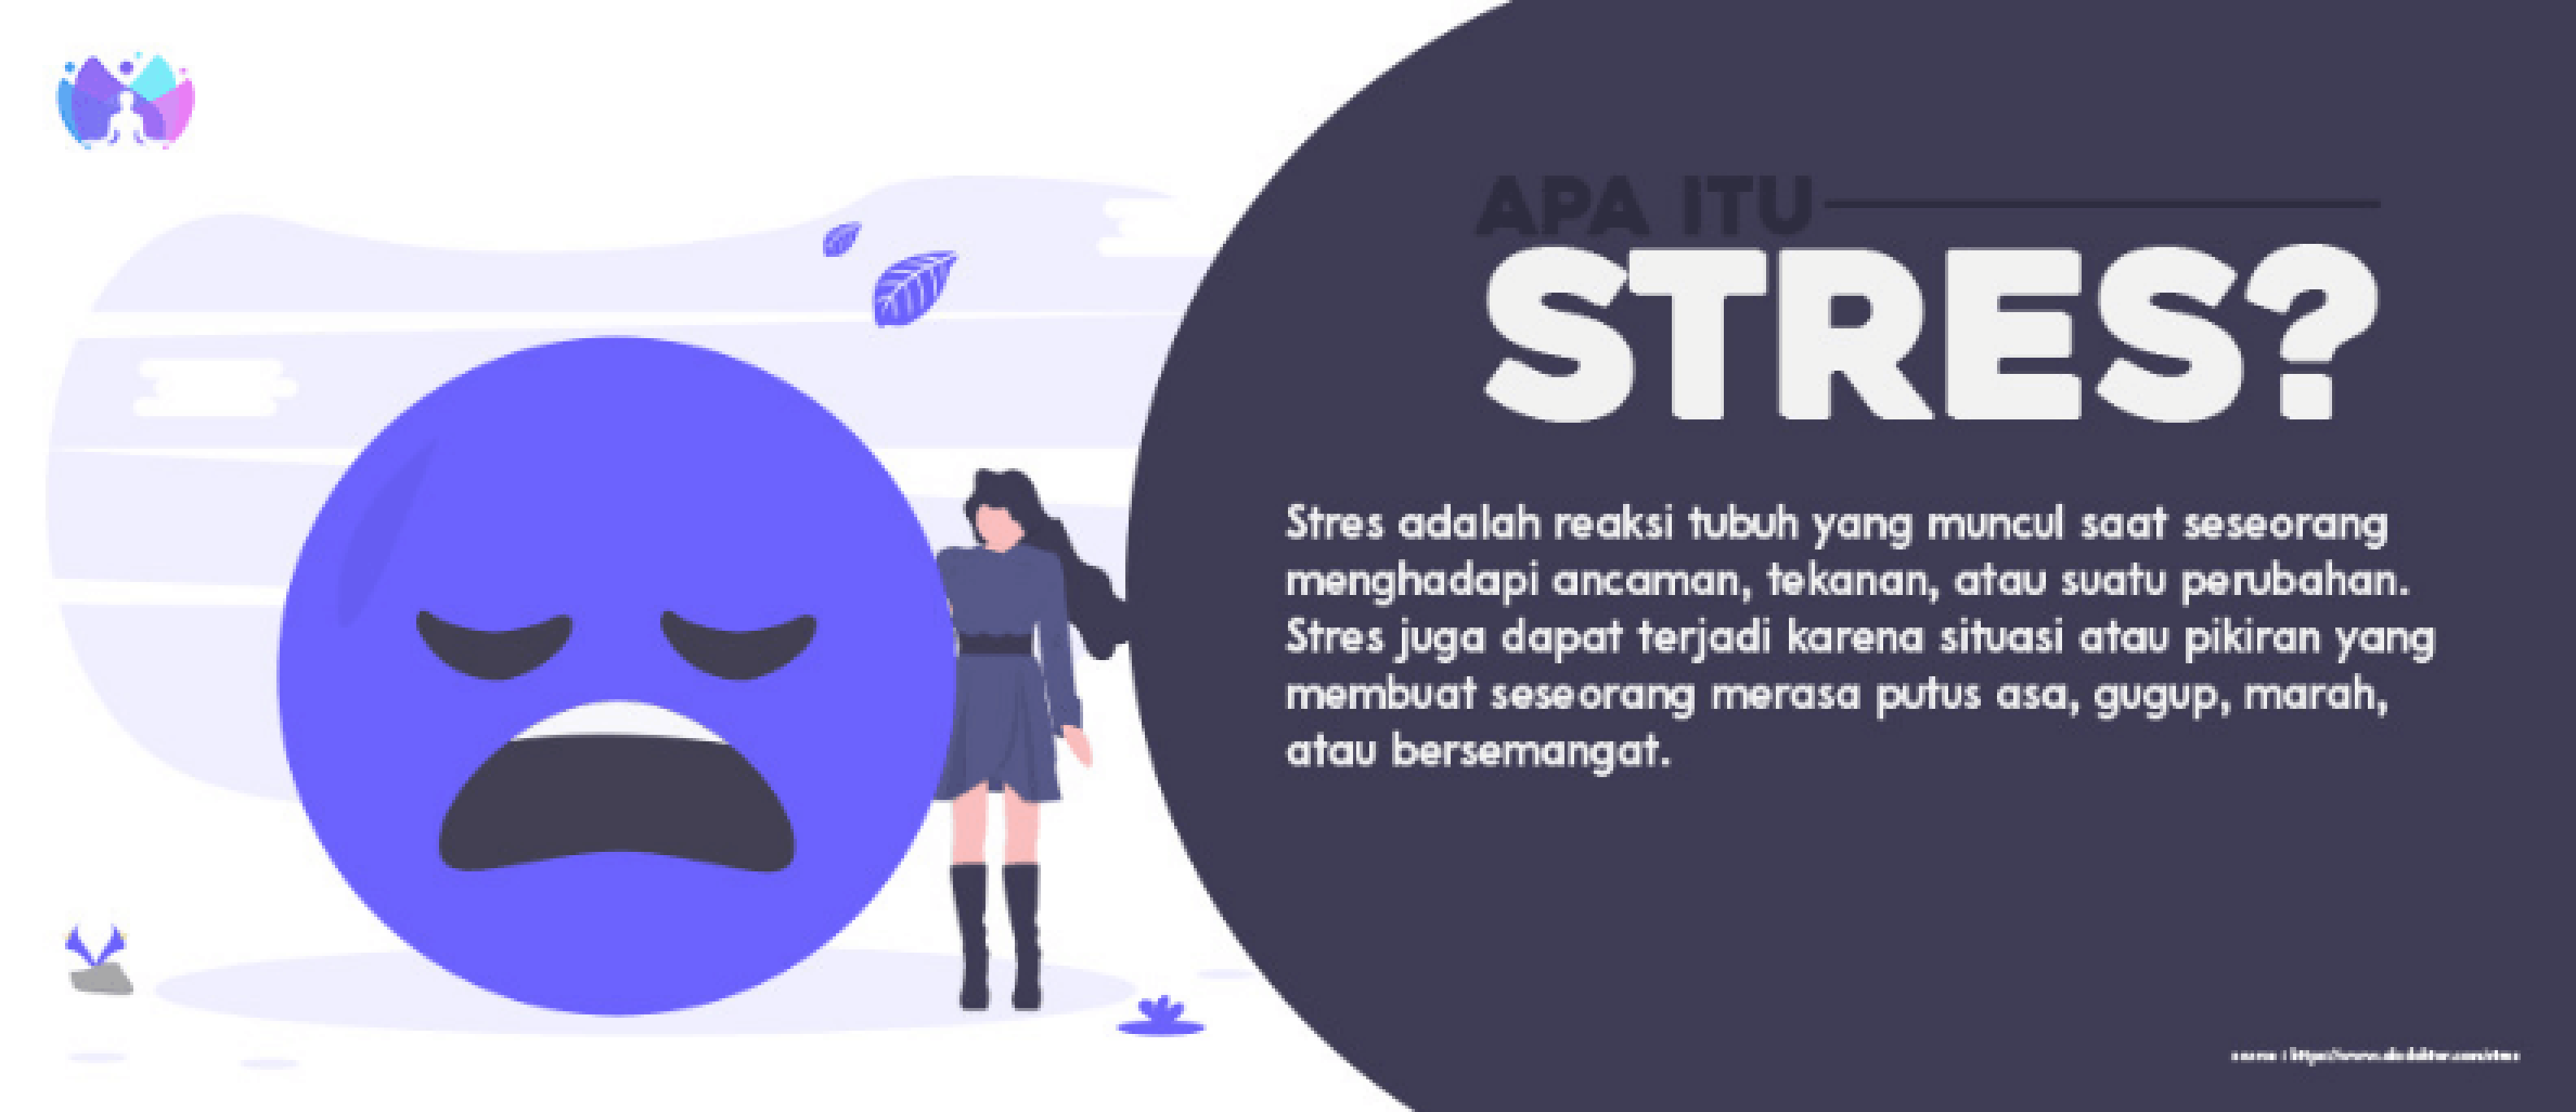 APA ITU
STRES?
Stres adalah reaksi tubuh yang muncul saat seseorang
menghadapi ancaman, tekanan, atau suatu perubahan.
Stres juga dapat terjadi karena situasi atau pikiran yang
membuat seseorang merasa putus asa, gugup, marah,
atau bersemangat.